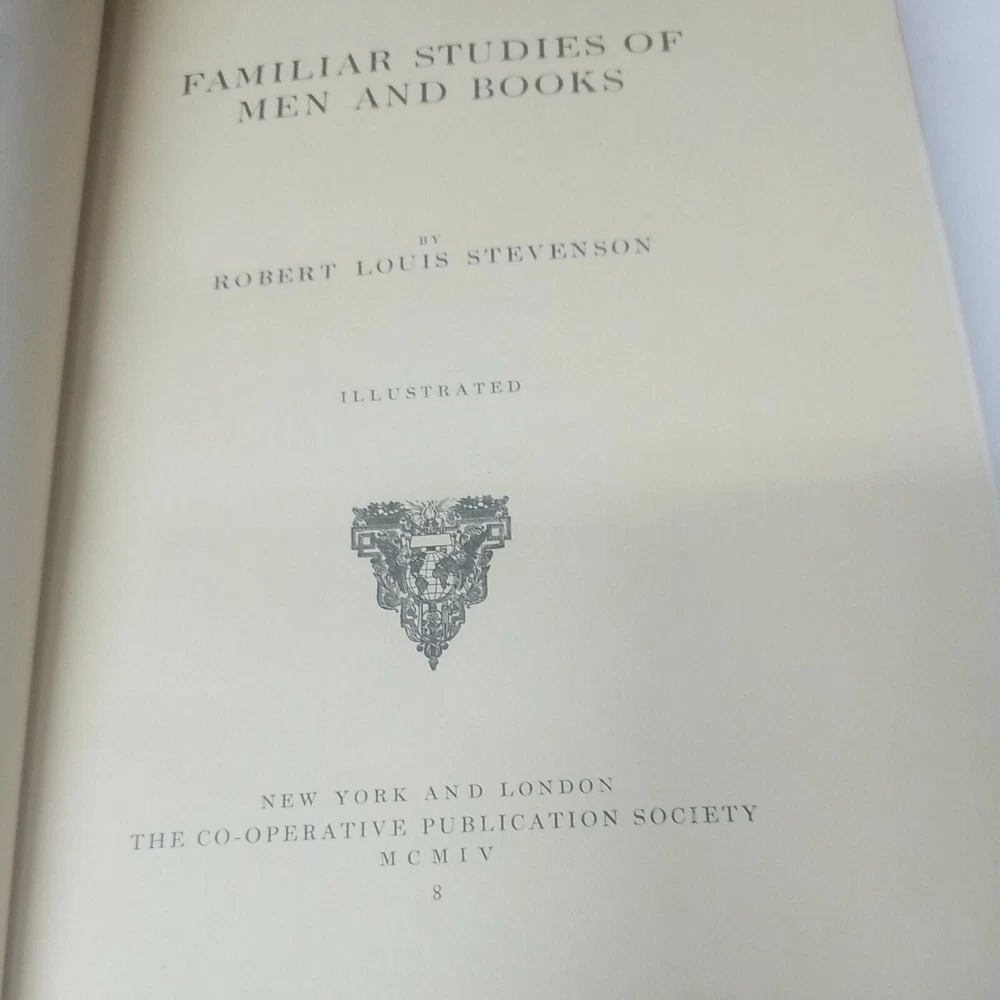 FAMILIAR STUDIES OF
MEN AND BOOKS
BY
ROBERT LOUIS STEVENSON
ILLUSTRATED
NEW YORK AND LONDON
THE CO-OPERATIVE PUBLICATION SOCIETY
MCMIV
8